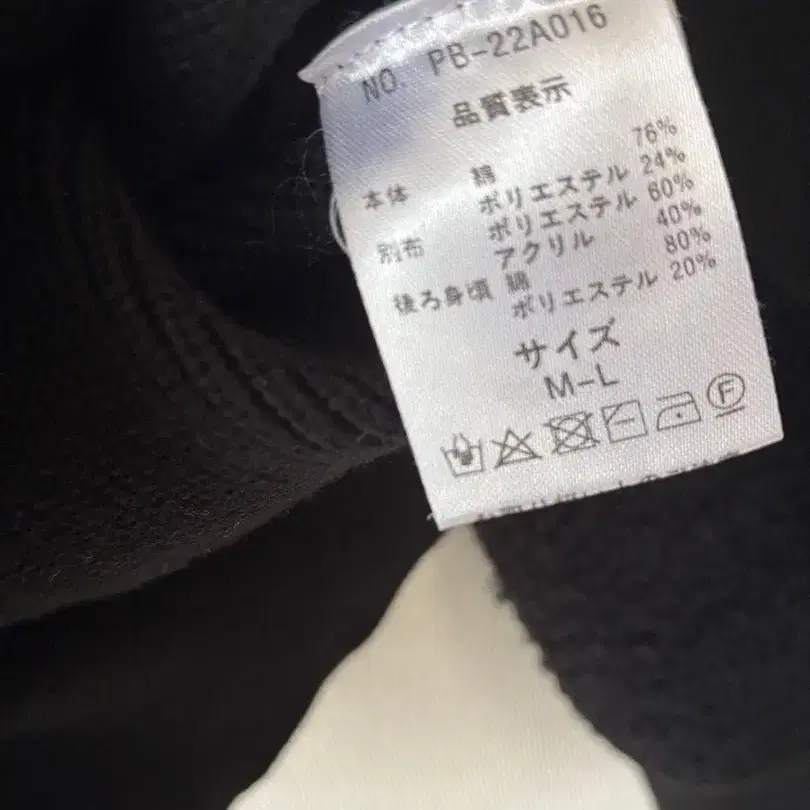 NO. PB-22A016
品質表示
本体 綿 76%
ポリエステル 24%
別布 ポリエステル 60%
アクリル 40%
後ろ身頃 綿 80%
ポリエステル 20%
サイズ
M-L
F